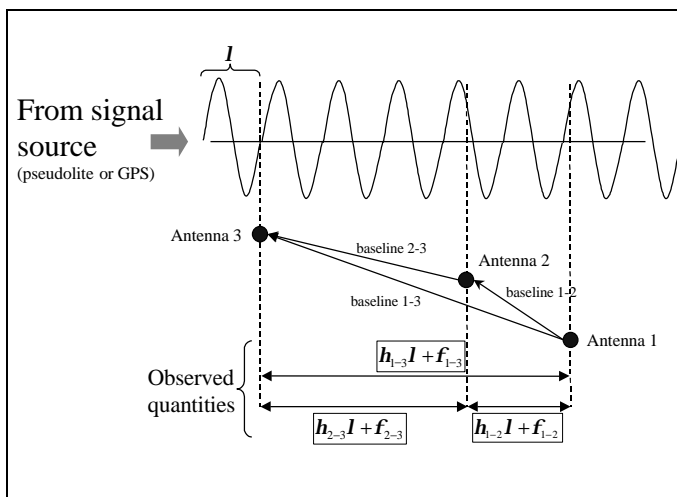 l
From signal
source
(pseudolite or GPS)
Antenna 3
baseline 2-3
Antenna 2
baseline 1-3
baseline 1-2
Antenna 1
h₁₋₃l + f₁₋₃
Observed
quantities
h₂₋₃l + f₂₋₃
h₁₋₂l + f₁₋₂